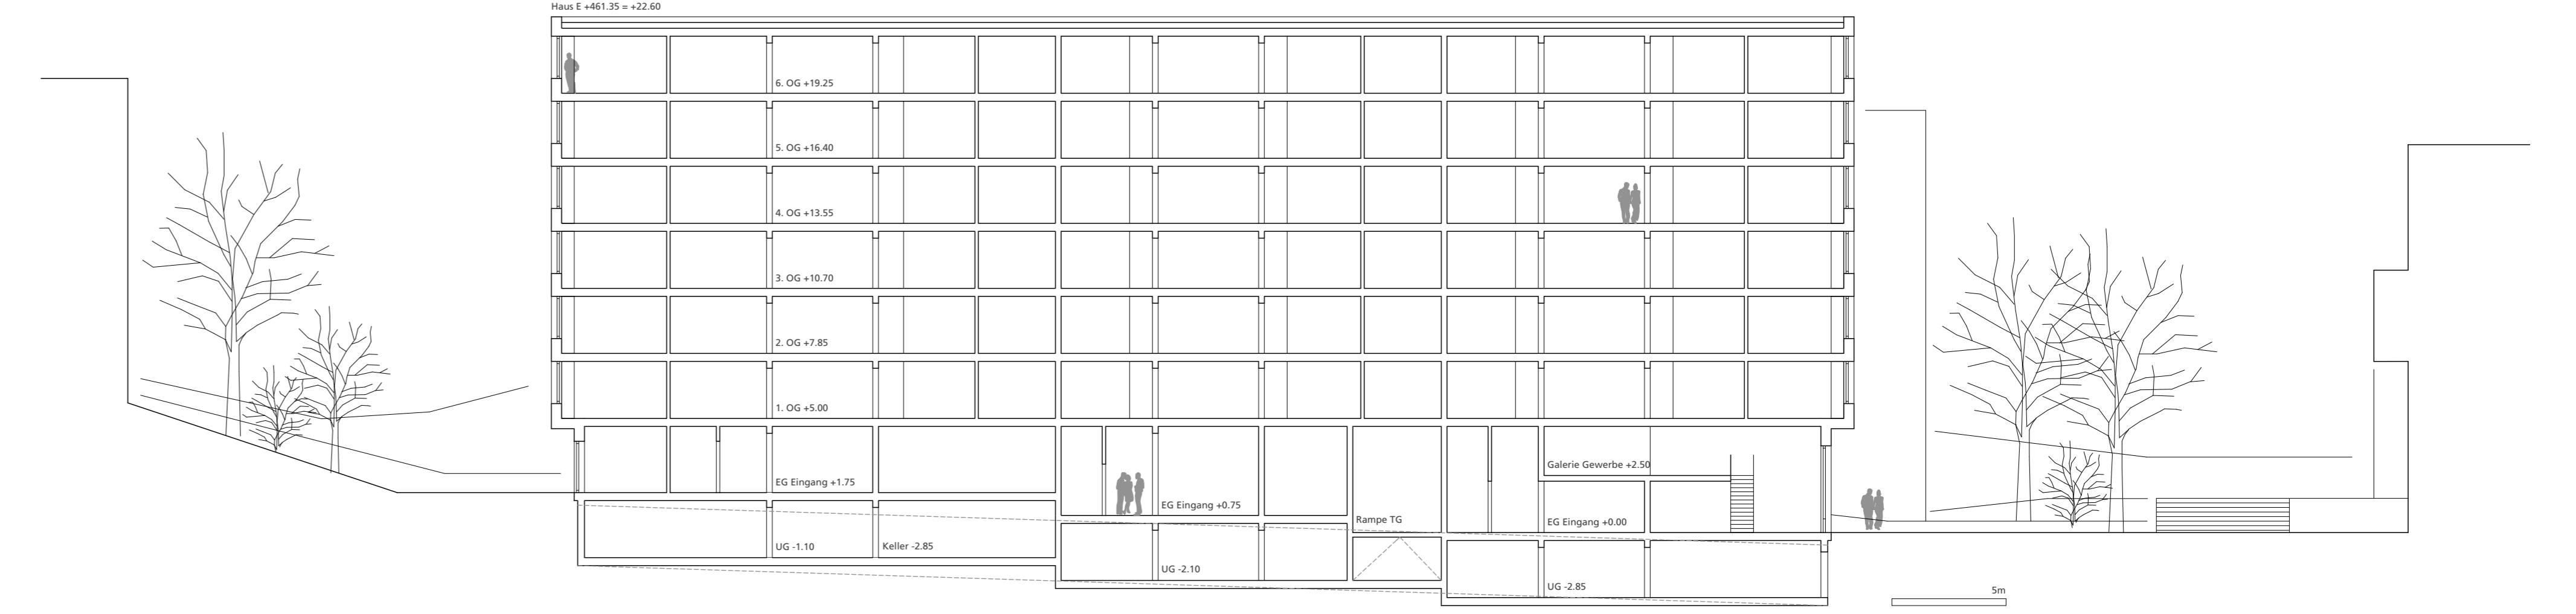 Haus E +461.35 = +22.60
6. OG +19.25
5. OG +16.40
4. OG +13.55
3. OG +10.70
2. OG +7.85
1. OG +5.00
Galerie Gewerbe +2.50
EG Eingang +1.75
EG Eingang +0.75
Rampe TG
EG Eingang +0.00
UG -1.10
Keller -2.85
UG -2.10
UG -2.85
5m